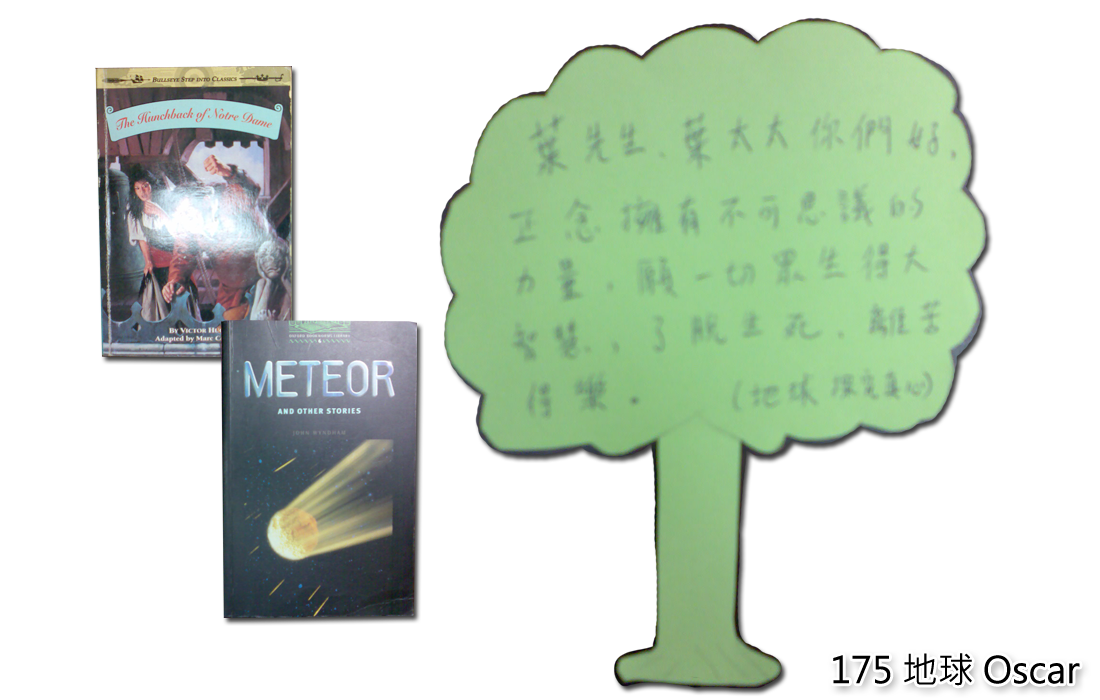 BULLSEYE STEP INTO CLASSICS
The Hunchback of Notre Dame
BY VICTOR
Adapted by Marc
METEOR
AND OTHER STORIES
JOHN WYNDHAM
葉先生、葉太太你們好,
正念擁有不可思議的
力量,願一切眾生得大
智慧,了脫生死,離苦
得樂。(地球 真心)
175 地球 Oscar